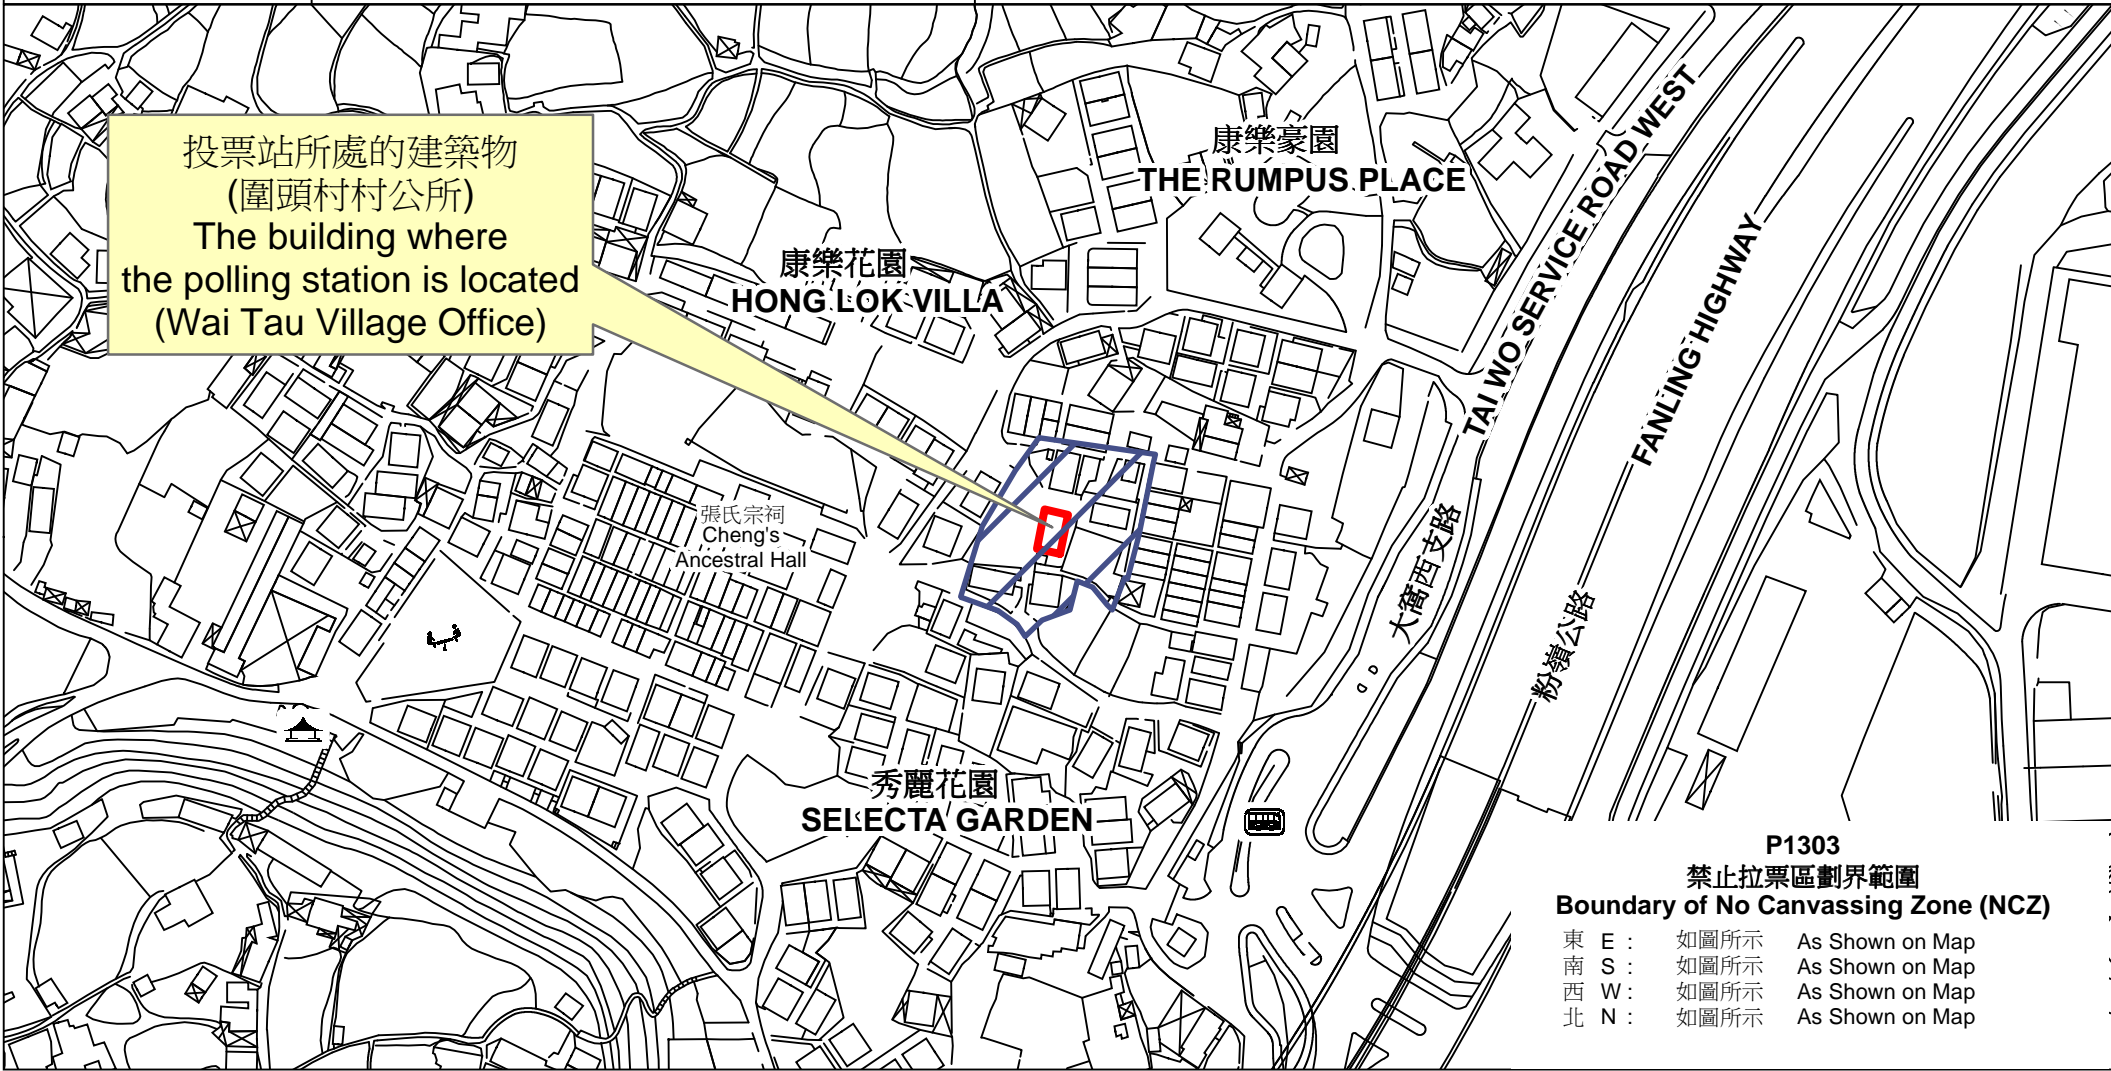 投票站所處的建築物
(圍頭村村公所)
The building where
the polling station is located
(Wai Tau Village Office)
康樂豪園
THE RUMPUS PLACE
康樂花園
HONG LOK VILLA
TAI WO SERVICE ROAD WEST
FANLING HIGHWAY
張氏宗祠
Cheng's
Ancestral Hall
大窩西支路
粉嶺公路
秀麗花園
SELECTA GARDEN
P1303
禁止拉票區劃界範圍
Boundary of No Canvassing Zone (NCZ)
東 E : 如圖所示 As Shown on Map
南 S : 如圖所示 As Shown on Map
西 W : 如圖所示 As Shown on Map
北 N : 如圖所示 As Shown on Map